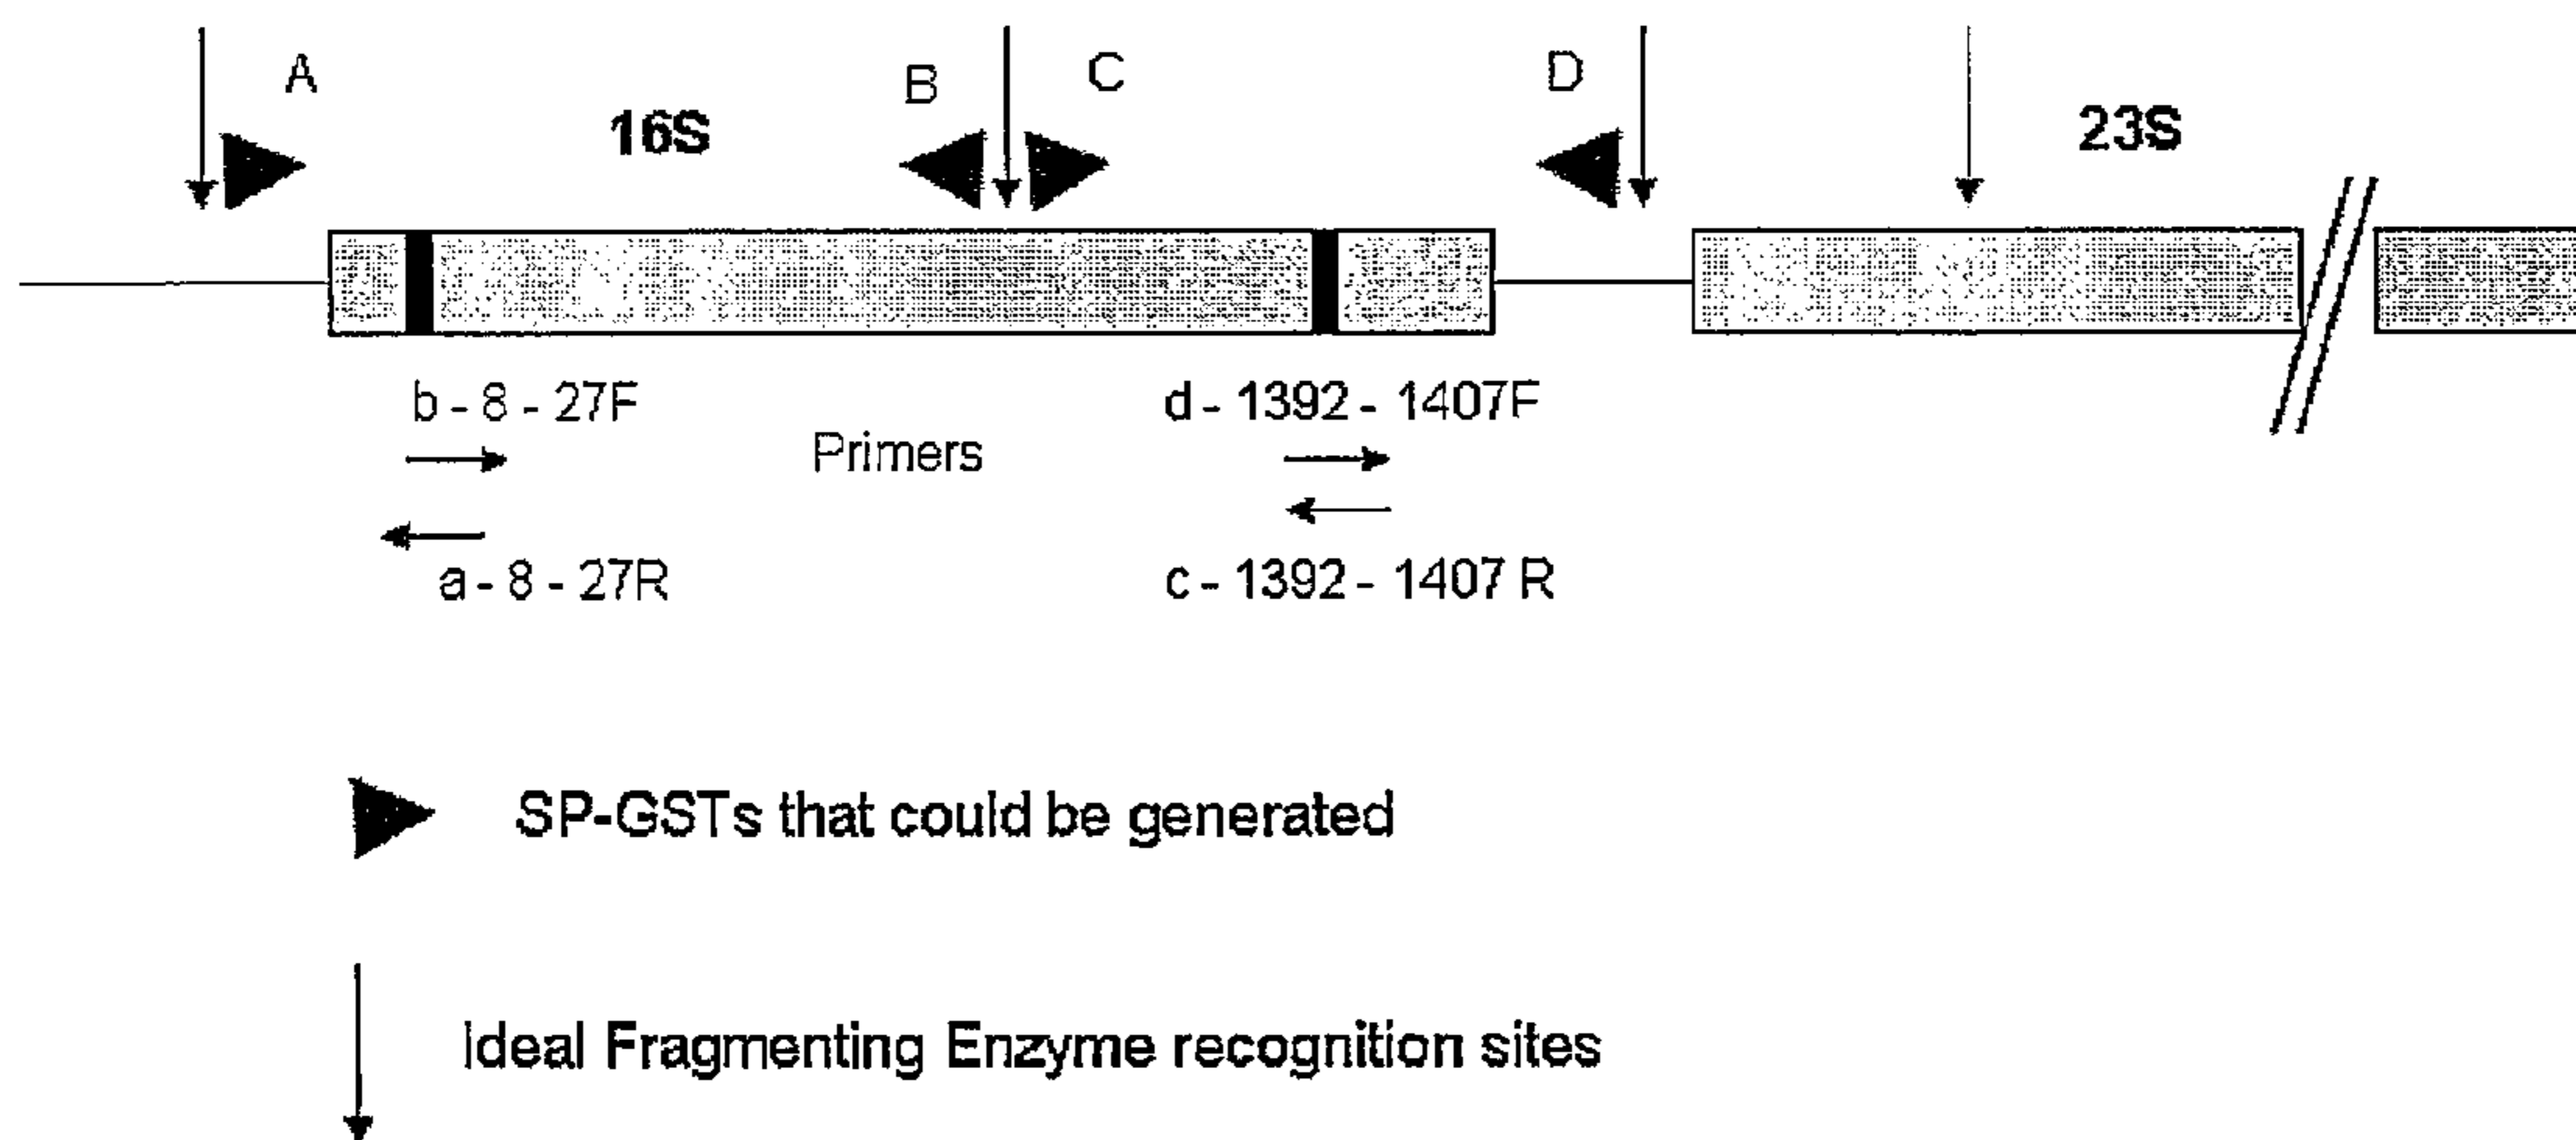 A
B
C
D
16S
23S
b - 8 - 27F
d - 1392 - 1407F
Primers
a - 8 - 27R
c - 1392 - 1407 R
SP-GSTs that could be generated
Ideal Fragmenting Enzyme recognition sites